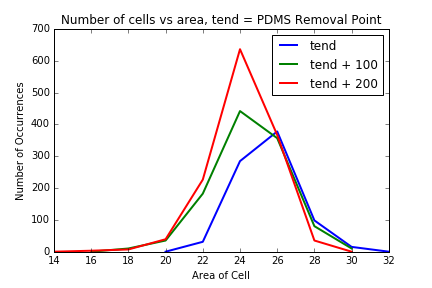 Number of cells vs area, tend = PDMS Removal Point
700
600
500
400
300
200
100
0
Number of Occurrences
tend
tend + 100
tend + 200
14 16 18 20 22 24 26 28 30 32
Area of Cell